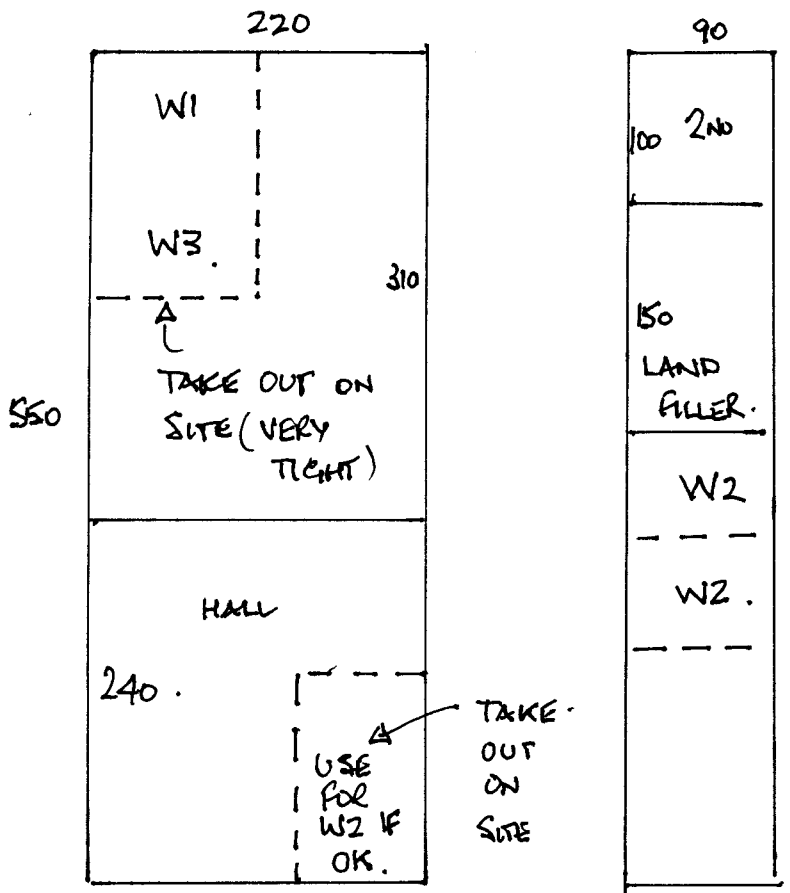 220
W1
W3.
310
TAKE OUT ON
SITE (VERY
TIGHT)
550
HALL
240.
USE
FOR
W2 IF
OK.
TAKE.
OUT
ON
SITE
90
100 2NO
150
LAND
FILLER.
W2
W2.